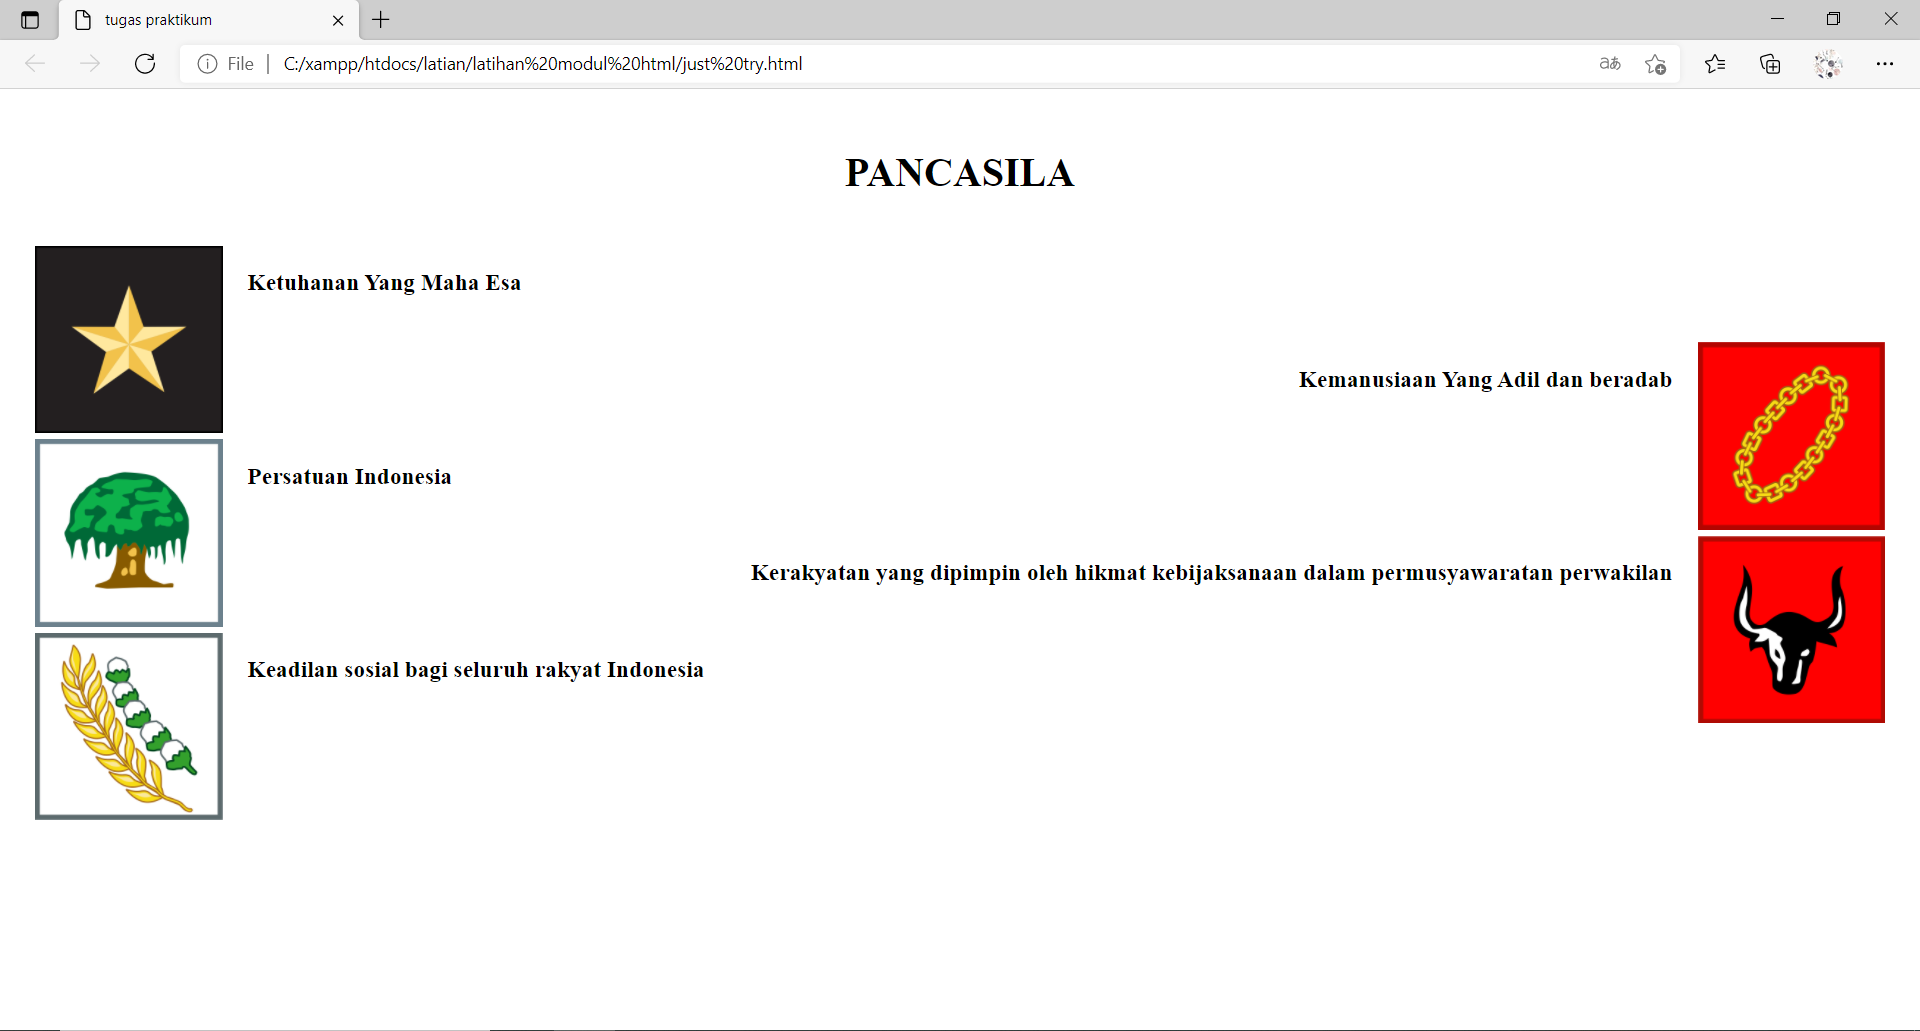 tugas praktikum
File
C:/xampp/htdocs/latian/latihan%20modul%20html/just%20try.html
aあ
PANCASILA
Ketuhanan Yang Maha Esa
Kemanusiaan Yang Adil dan beradab
Persatuan Indonesia
Kerakyatan yang dipimpin oleh hikmat kebijaksanaan dalam permusyawaratan perwakilan
Keadilan sosial bagi seluruh rakyat Indonesia